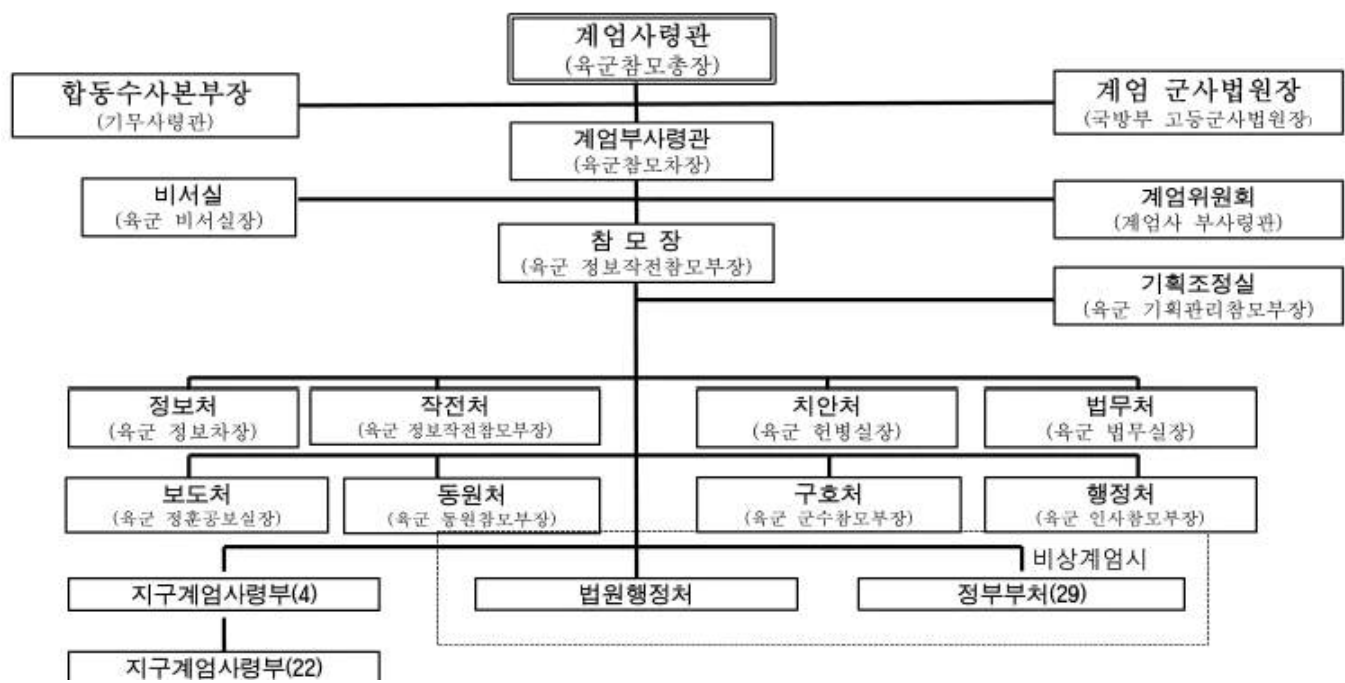 계엄사령관
(육군참모총장)
합동수사본부장
(기무사령관)
계엄 군사법원장
(국방부 고등군사법원장)
계엄부사령관
(육군참모차장)
비서실
(육군 비서실장)
계엄위원회
(계엄사 부사령관)
참 모 장
(육군 정보작전참모부장)
기획조정실
(육군 기획관리참모부장)
정보처
(육군 정보차장)
작전처
(육군 정보작전참모부장)
치안처
(육군 헌병실장)
법무처
(육군 법무실장)
보도처
(육군 정훈공보실장)
동원처
(육군 동원참모부장)
구호처
(육군 군수참모부장)
행정처
(육군 인사참모부장)
비상계엄시
지구계엄사령부(4)
법원행정처
정부부처(29)
지구계엄사령부(22)